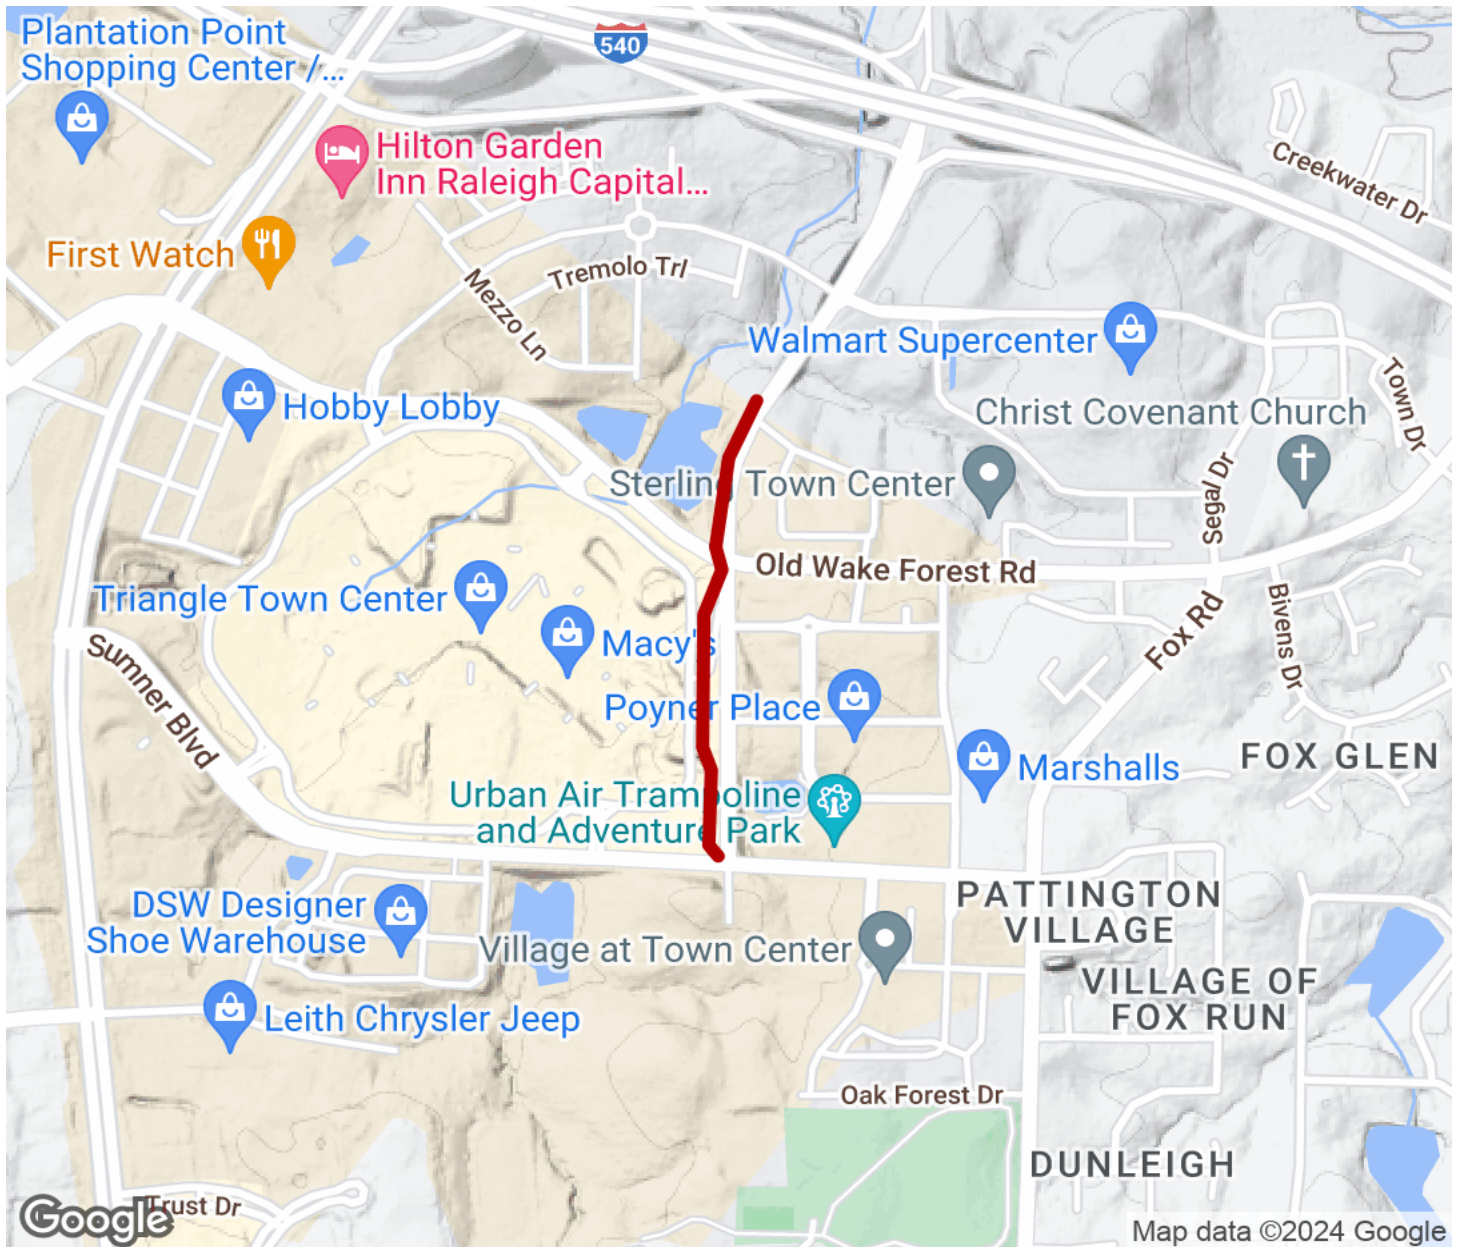 Plantation Point
Shopping Center /...
540
Hilton Garden
Inn Raleigh Capital...
Creekwater Dr
First Watch
Tremolo Trl
Mezzo Ln
Walmart Supercenter
Town Dr
Hobby Lobby
Christ Covenant Church
Sterling Town Center
Segal Dr
Old Wake Forest Rd
Triangle Town Center
Macy's
Fox Rd
Bivens Dr
Sumner Blvd
Poyner Place
FOX GLEN
Marshalls
Urban Air Trampoline
and Adventure Park
DSW Designer
Shoe Warehouse
PATTINGTON
VILLAGE
Village at Town Center
VILLAGE OF
FOX RUN
Leith Chrysler Jeep
Oak Forest Dr
DUNLEIGH
Trust Dr
Google
Map data ©2024 Google